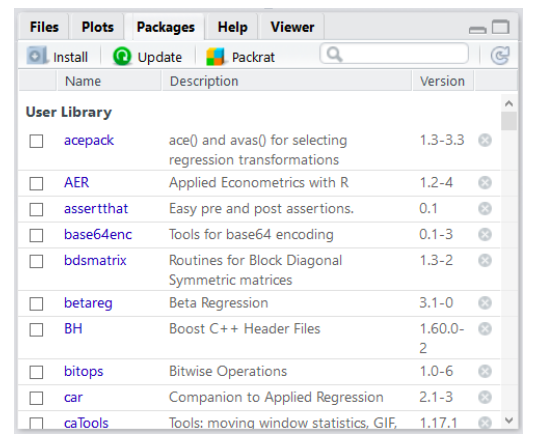 Files Plots Packages Help Viewer
Install Update Packrat
Name Description Version
User Library
acepack ace() and avas() for selecting 1.3-3.3
regression transformations
AER Applied Econometrics with R 1.2-4
assertthat Easy pre and post assertions. 0.1
base64enc Tools for base64 encoding 0.1-3
bdsmatrix Routines for Block Diagonal 1.3-2
Symmetric matrices
betareg Beta Regression 3.1-0
BH Boost C++ Header Files 1.60.0-
2
bitops Bitwise Operations 1.0-6
car Companion to Applied Regression 2.1-3
caTools Tools: moving window statistics, GIF, 1.17.1